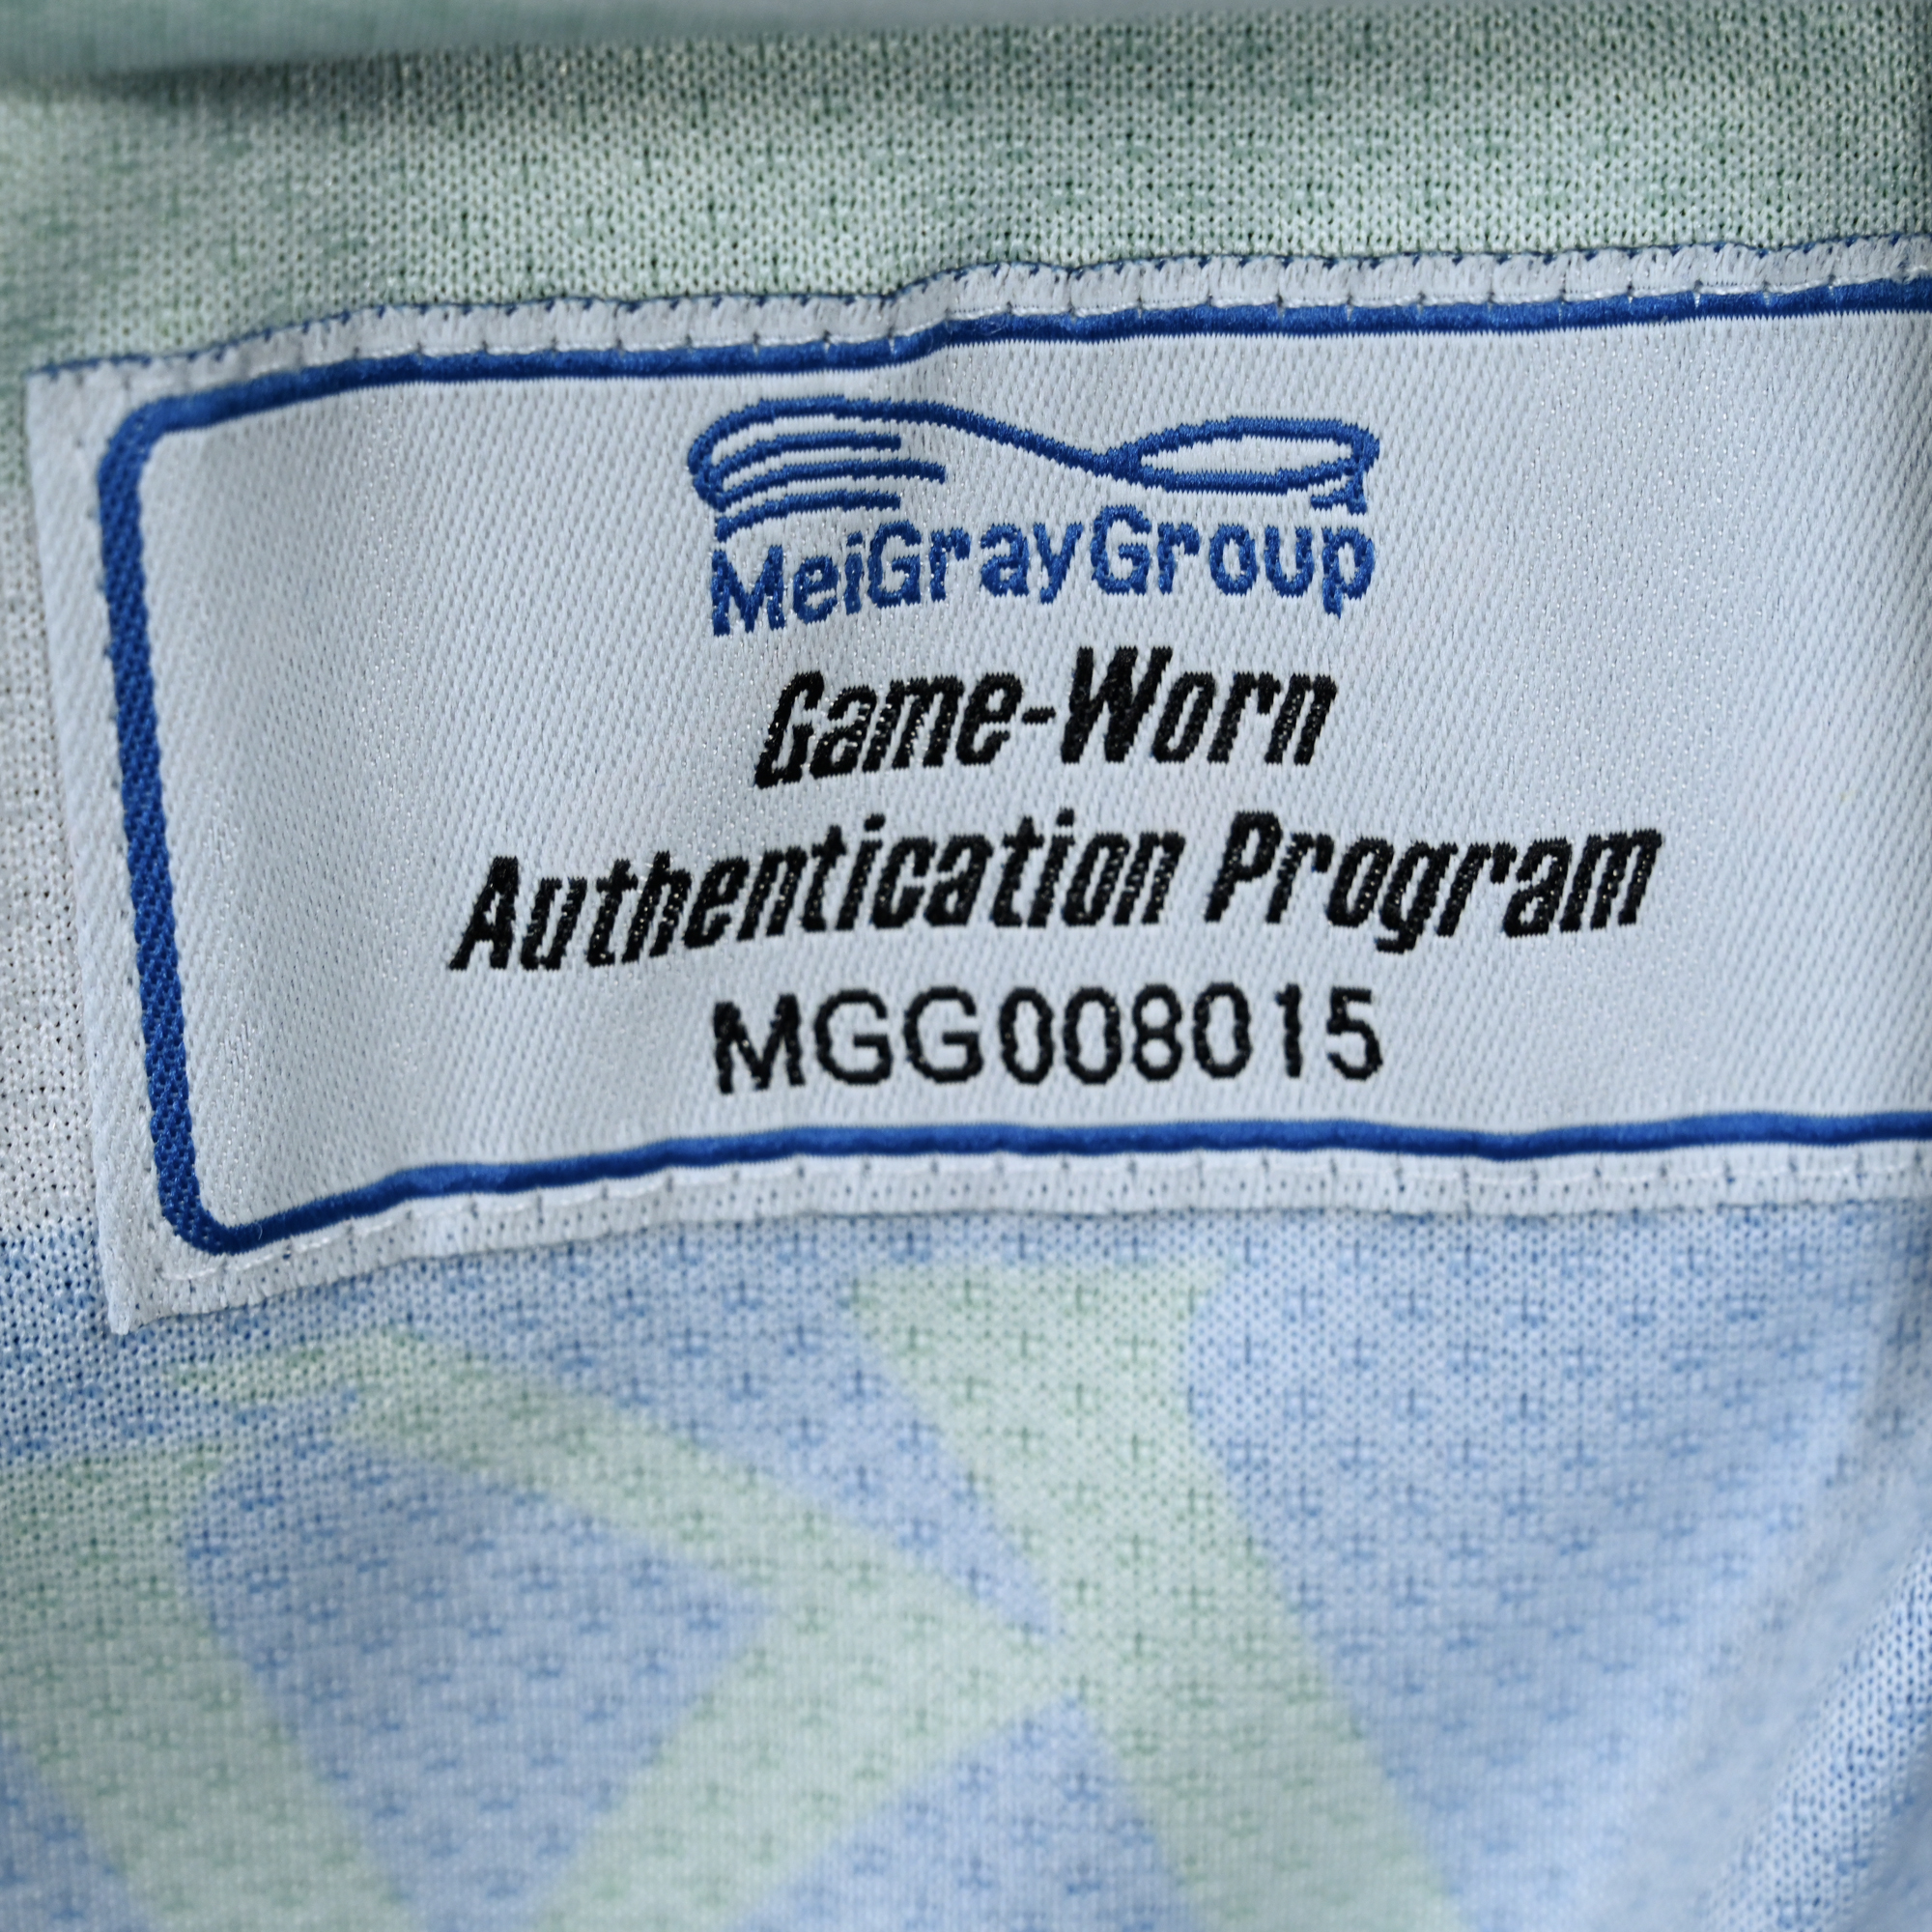 MeiGrayGroup
Game-Worn
Authentication Program
MGG008015